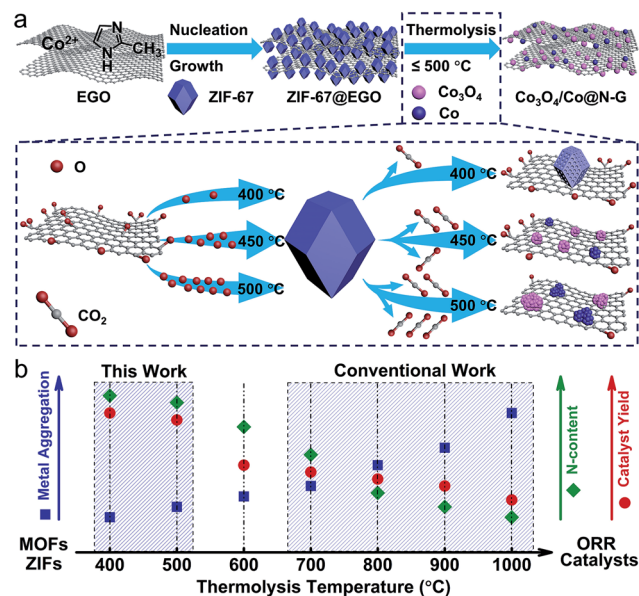 a
Co2+
N
N
H
CH3
EGO
Nucleation
Growth
ZIF-67
ZIF-67@EGO
Thermolysis
≤ 500 °C
Co3O4
Co
Co3O4/Co@N-G
O
CO2
400 °C
450 °C
500 °C
400 °C
450 °C
500 °C
b
This Work
Conventional Work
Metal Aggregation
N-content
Catalyst Yield
MOFs
ZIFs
400 500 600 700 800 900 1000
ORR
Catalysts
Thermolysis Temperature (°C)